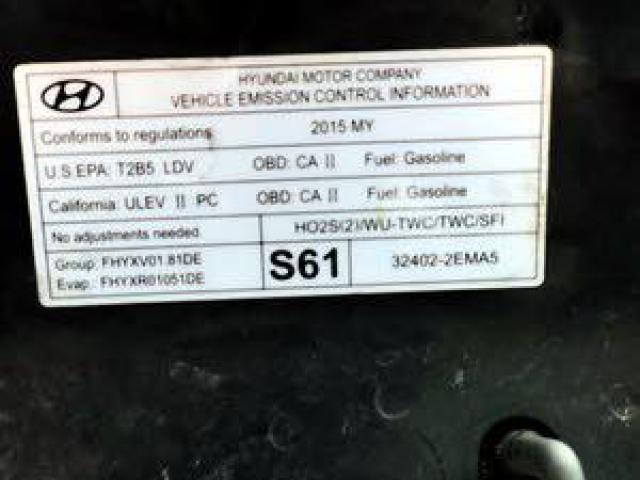 HYUNDAI MOTOR COMPANY
VEHICLE EMISSION CONTROL INFORMATION
Conforms to regulations 2015 MY
U.S EPA: T2B5 LDV OBD: CA II Fuel: Gasoline
California: ULEV II PC OBD: CA II Fuel: Gasoline
No adjustments needed HO2S(2)/WU-TWC/TWC/SFI
Group: FHYXV01.81DE S61 32402-2EMA5
Evap: FHYXR01051DE